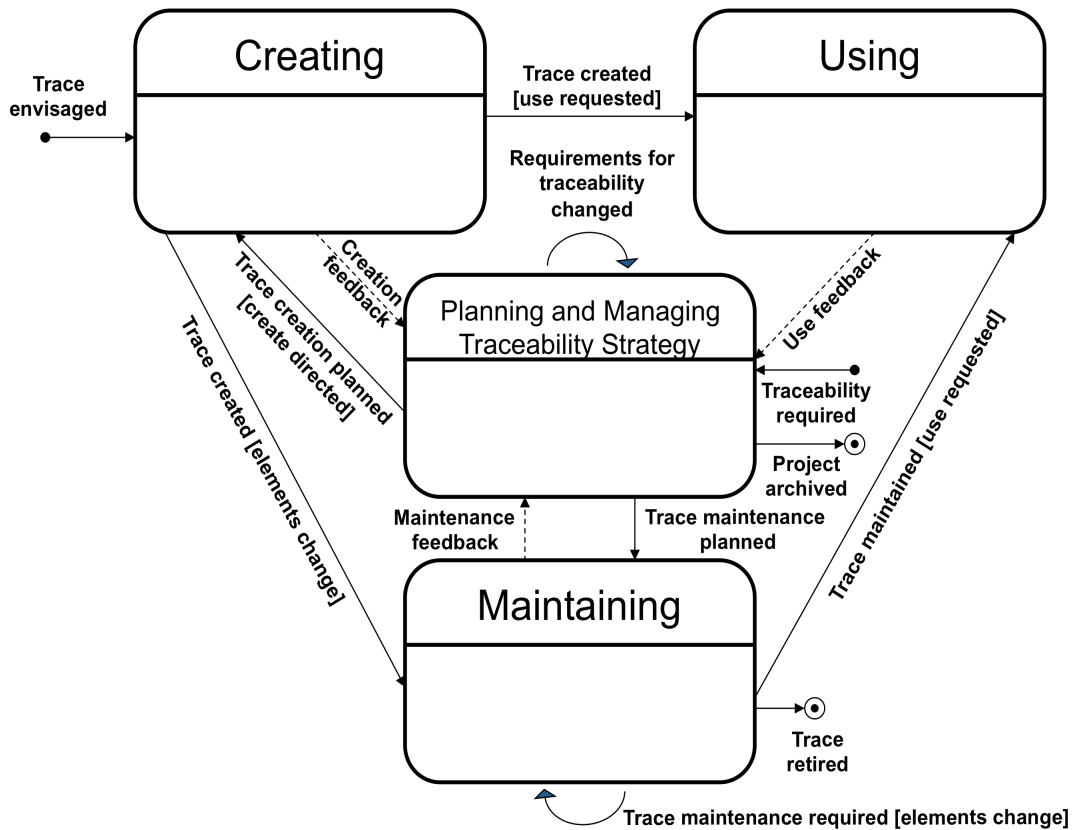 Creating
Using
Trace
envisaged
Trace created
[use requested]
Requirements for
traceability
changed
Creation
feedback
Trace creation planned
[create directed]
Use feedback
Planning and Managing
Traceability Strategy
Traceability
required
Project
archived
Trace created [elements change]
Trace maintained [use requested]
Maintenance
feedback
Trace maintenance
planned
Maintaining
Trace
retired
Trace maintenance required [elements change]